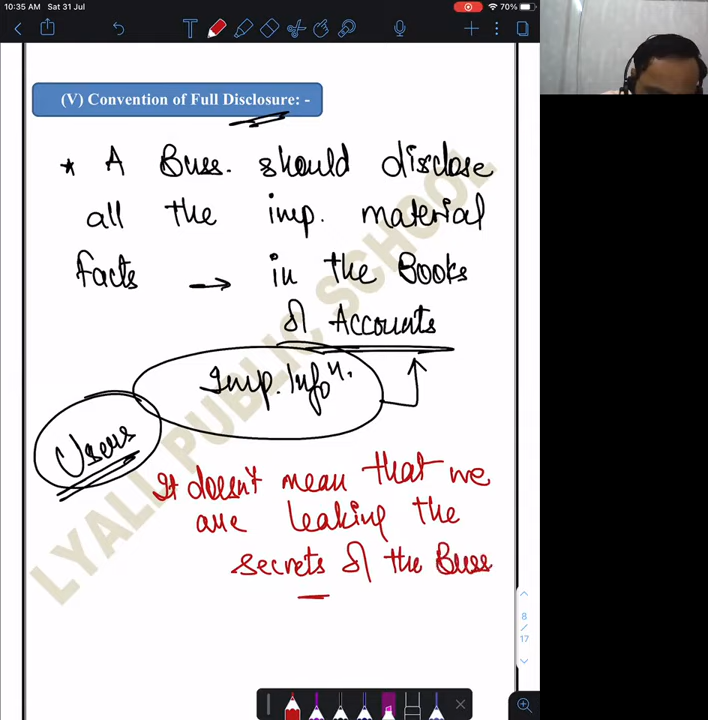 10:35 AM Sat 31 Jul
70%
(V) Convention of Full Disclosure: -
* A Buss. should disclose
all the imp. material
facts → in the Books
of Accounts
Imp. Infoⁿ.
Users
It doesn't mean that we
are leaking the
secrets of the Buss
LYALL PUBLIC SCHOOL
8
/
17